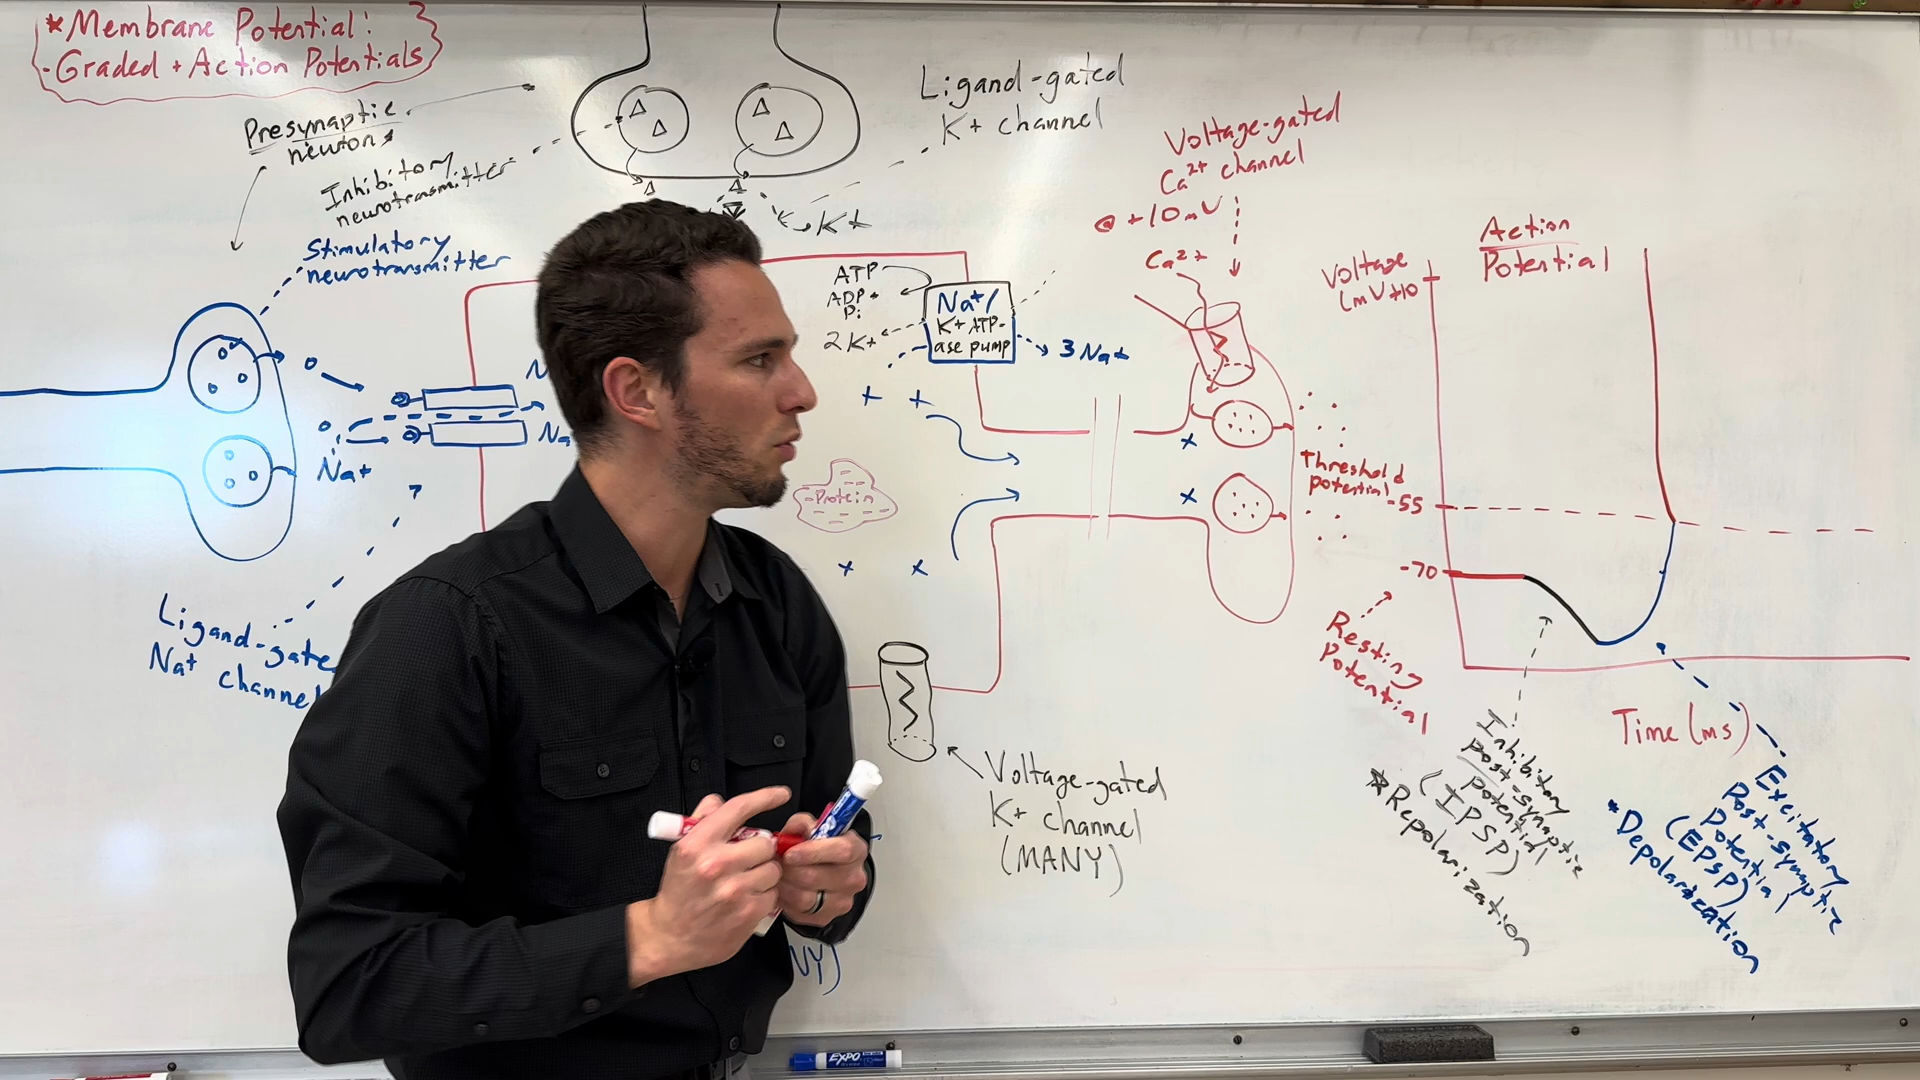 *Membrane Potential:
- Graded + Action Potentials
Presynaptic
neurons
Inhibitory
neurotransmitter
Stimulatory
neurotransmitter
Na+
Ligand-gate
Na+ channel
Ligand-gated
K+ channel
K+
ATP
ADP +
Pi
2K+
Na+/
K+ ATP-
ase pump
3 Na+
Protein
Voltage-gated
K+ channel
(MANY)
Voltage-gated
Ca2+ channel
@ +10mV
Ca2+
Action
Potential
Voltage
(mV)
+10
Threshold
potential
-55
-70
Resting
Potential
Time (ms)
Inhibitory
post-synaptic
potential
(IPSP)
*Repolarization
Excitatory
Post-synaptic
Potential
(EPSP)
*Depolarization
EXPO